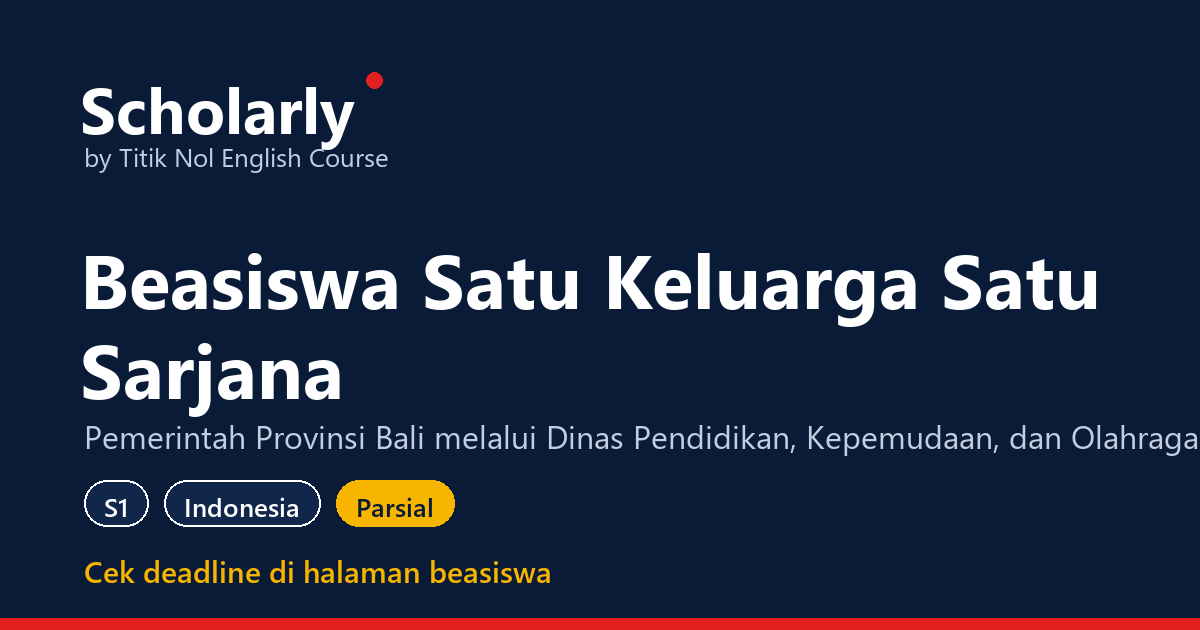 Scholarly
by Titik Nol English Course
Beasiswa Satu Keluarga Satu
Sarjana
Pemerintah Provinsi Bali melalui Dinas Pendidikan, Kepemudaan, dan Olahraga
S1
Indonesia
Parsial
Cek deadline di halaman beasiswa